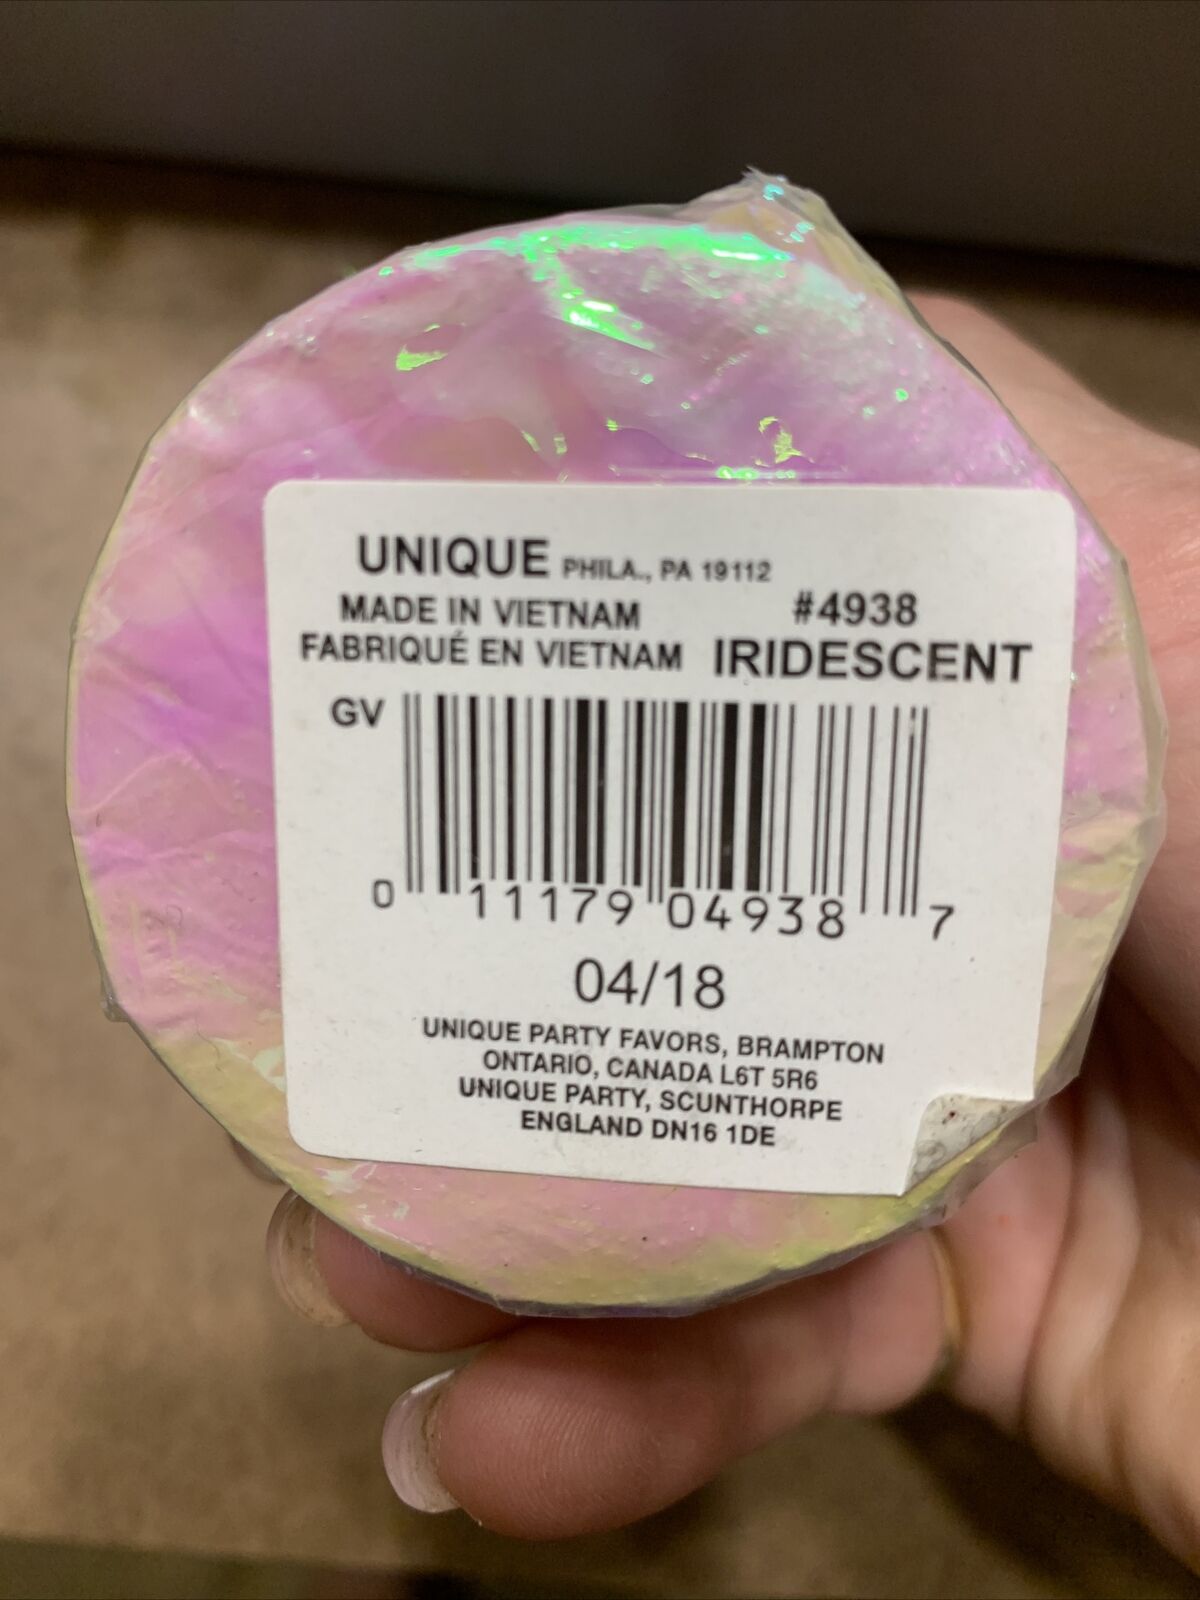 UNIQUE PHILA., PA 19112
MADE IN VIETNAM #4938
FABRIQUÉ EN VIETNAM IRIDESCENT
GV
0 11179 04938 7
04/18
UNIQUE PARTY FAVORS, BRAMPTON
ONTARIO, CANADA L6T 5R6
UNIQUE PARTY, SCUNTHORPE
ENGLAND DN16 1DE